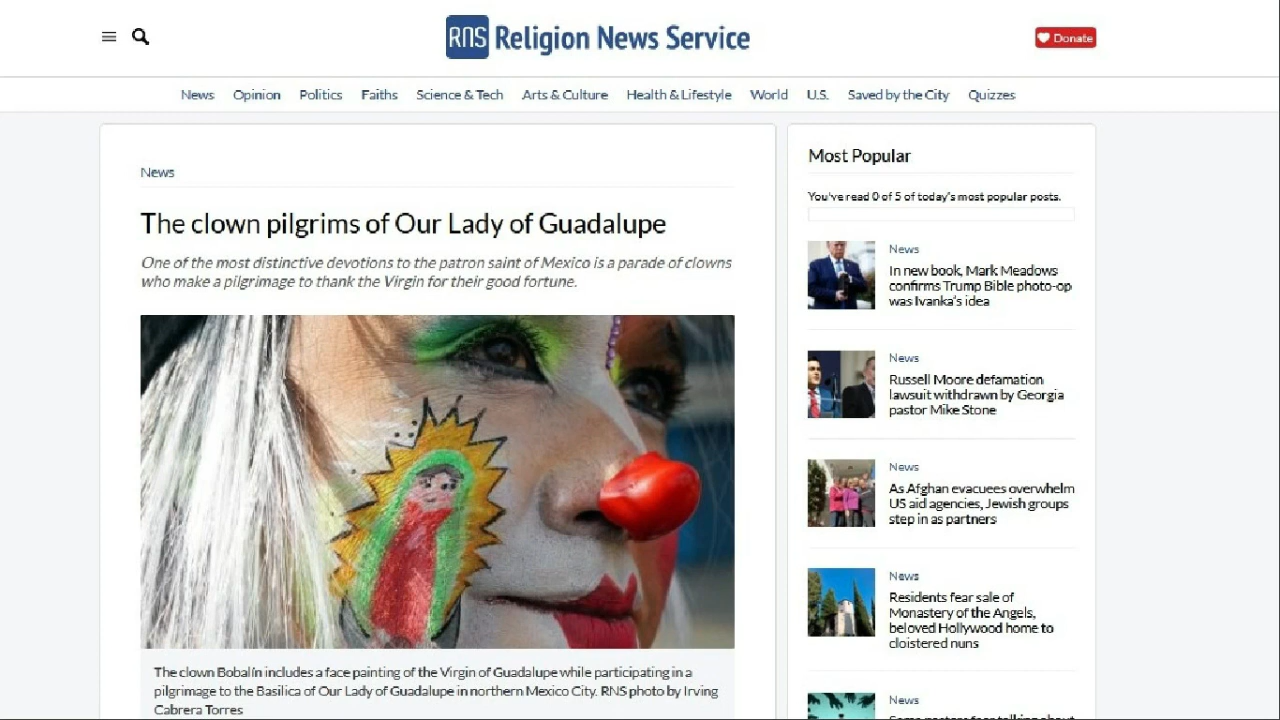 RNS Religion News Service
Donate
News Opinion Politics Faiths Science & Tech Arts & Culture Health & Lifestyle World U.S. Saved by the City Quizzes
News
The clown pilgrims of Our Lady of Guadalupe
One of the most distinctive devotions to the patron saint of Mexico is a parade of clowns
who make a pilgrimage to thank the Virgin for their good fortune.
The clown Bobalín includes a face painting of the Virgin of Guadalupe while participating in a
pilgrimage to the Basilica of Our Lady of Guadalupe in northern Mexico City. RNS photo by Irving
Cabrera Torres
Most Popular
You've read 0 of 5 of today's most popular posts.
News
In new book, Mark Meadows
confirms Trump Bible photo-op
was Ivanka's idea
News
Russell Moore defamation
lawsuit withdrawn by Georgia
pastor Mike Stone
News
As Afghan evacuees overwhelm
US aid agencies, Jewish groups
step in as partners
News
Residents fear sale of
Monastery of the Angels,
beloved Hollywood home to
cloistered nuns
News